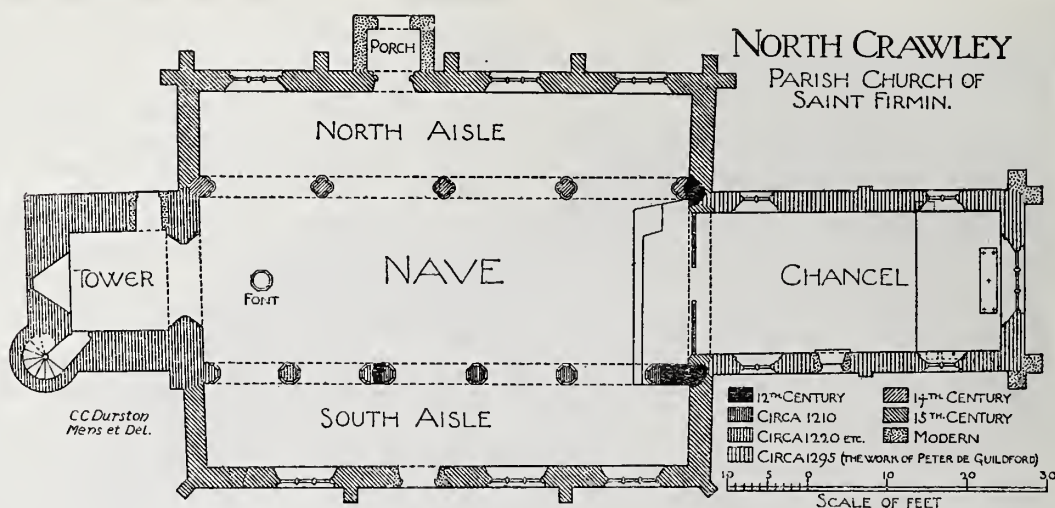 NORTH CRAWLEY
PARISH CHURCH OF
SAINT FIRMIN.
PORCH
NORTH AISLE
TOWER
FONT
NAVE
CHANCEL
SOUTH AISLE
CC Durston
Mens et Del.
12TH CENTURY
CIRCA 1210
CIRCA 1220 ETC.
CIRCA 1295 (THE WORK OF PETER DE GUILDFORD)
14TH CENTURY
15TH CENTURY
MODERN
10 5 0 10 20 30
SCALE OF FEET